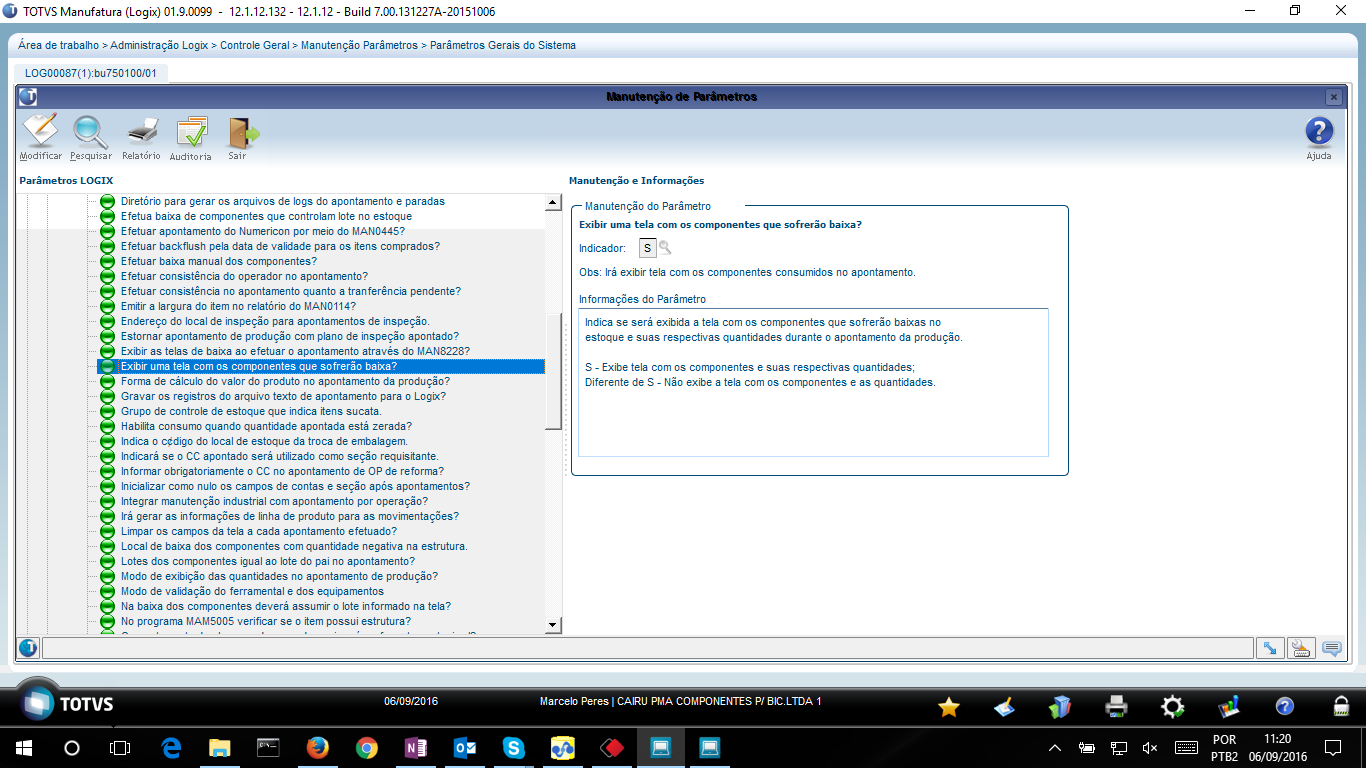 TOTVS Manufatura (Logix) 01.9.0099 - 12.1.12.132 - 12.1.12 - Build 7.00.131227A-20151006
Área de trabalho > Administração Logix > Controle Geral > Manutenção Parâmetros > Parâmetros Gerais do Sistema
LOG00087(1):bu750100/01
Manutenção de Parâmetros
Modificar
Pesquisar
Relatório
Auditoria
Sair
Ajuda
Parâmetros LOGIX
Diretório para gerar os arquivos de logs do apontamento e paradas
Efetua baixa de componentes que controlam lote no estoque
Efetuar apontamento do Numericon por meio do MAN0445?
Efetuar backflush pela data de validade para os itens comprados?
Efetuar baixa manual dos componentes?
Efetuar consistência do operador no apontamento?
Efetuar consistência no apontamento quanto a tranferência pendente?
Emitir a largura do item no relatório do MAN0114?
Endereço do local de inspeção para apontamentos de inspeção.
Estornar apontamento de produção com plano de inspeção apontado?
Exibir as telas de baixa ao efetuar o apontamento através do MAN8228?
Exibir uma tela com os componentes que sofrerão baixa?
Forma de cálculo do valor do produto no apontamento da produção?
Gravar os registros do arquivo texto de apontamento para o Logix?
Grupo de controle de estoque que indica itens sucata.
Habilita consumo quando quantidade apontada está zerada?
Indica o c¢digo do local de estoque da troca de embalagem.
Indicará se o CC apontado será utilizado como seção requisitante.
Informar obrigatoriamente o CC no apontamento de OP de reforma?
Inicializar como nulo os campos de contas e seção após apontamentos?
Integrar manutenção industrial com apontamento por operação?
Irá gerar as informações de linha de produto para as movimentações?
Limpar os campos da tela a cada apontamento efetuado?
Local de baixa dos componentes com quantidade negativa na estrutura.
Lotes dos componentes igual ao lote do pai no apontamento?
Modo de exibição das quantidades no apontamento de produção?
Modo de validação do ferramental e dos equipamentos
Na baixa dos componentes deverá assumir o lote informado na tela?
No programa MAM5005 verificar se o item possui estrutura?
Manutenção e Informações
Manutenção do Parâmetro
Exibir uma tela com os componentes que sofrerão baixa?
Indicador: S
Obs: Irá exibir tela com os componentes consumidos no apontamento.
Informações do Parâmetro
Indica se será exibida a tela com os componentes que sofrerão baixas no
estoque e suas respectivas quantidades durante o apontamento da produção.
S - Exibe tela com os componentes e suas respectivas quantidades;
Diferente de S - Não exibe a tela com os componentes e as quantidades.
TOTVS
06/09/2016
Marcelo Peres | CAIRU PMA COMPONENTES P/ BIC.LTDA 1
POR
PTB2
11:20
06/09/2016